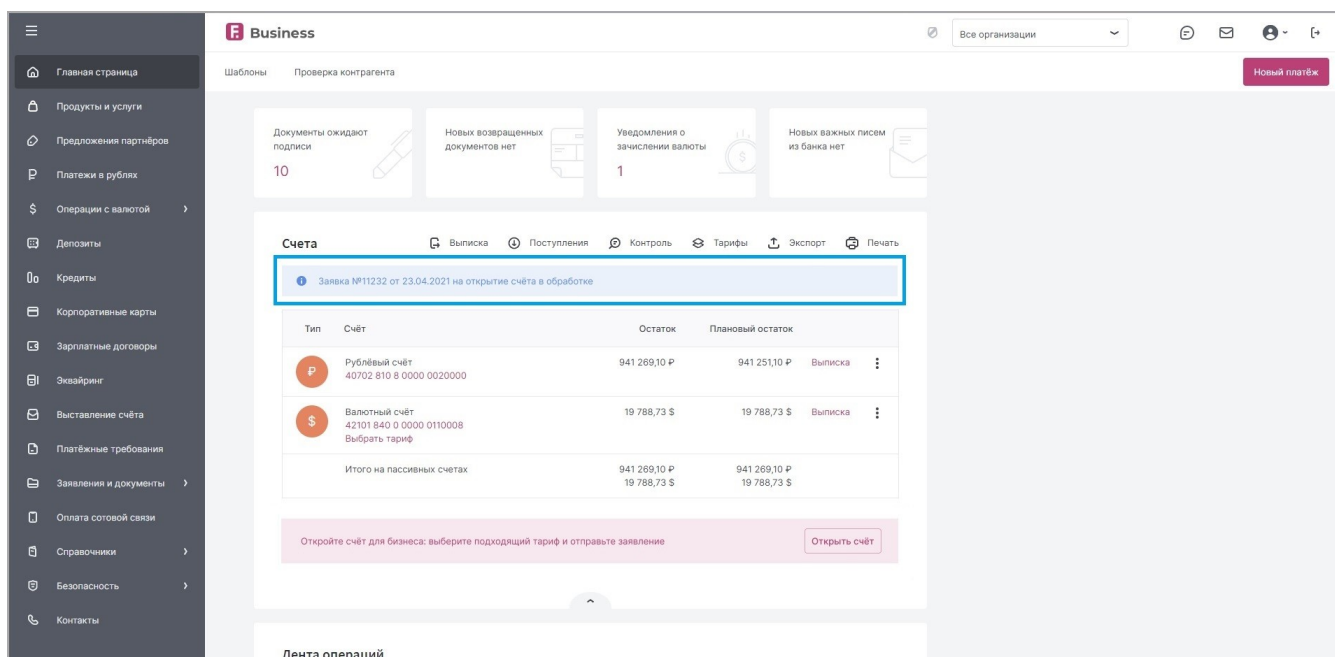 Business
Все организации
Главная страница
Продукты и услуги
Предложения партнёров
Платежи в рублях
Операции с валютой
Депозиты
Кредиты
Корпоративные карты
Зарплатные договоры
Эквайринг
Выставление счёта
Платёжные требования
Заявления и документы
Оплата сотовой связи
Справочники
Безопасность
Контакты
Шаблоны Проверка контрагента Новый платёж
Документы ожидают
подписи
10
Новых возвращенных
документов нет
Уведомления о
зачислении валюты
1
Новых важных писем
из банка нет
Счета Выписка Поступления Контроль Тарифы Экспорт Печать
Заявка №11232 от 23.04.2021 на открытие счёта в обработке
Тип Счёт Остаток Плановый остаток
Рублёвый счёт 941 269,10 ₽ 941 251,10 ₽ Выписка
40702 810 8 0000 0020000
Валютный счёт 19 788,73 $ 19 788,73 $ Выписка
42101 840 0 0000 0110008
Выбрать тариф
Итого на пассивных счетах 941 269,10 ₽ 941 269,10 ₽
19 788,73 $ 19 788,73 $
Откройте счёт для бизнеса: выберите подходящий тариф и отправьте заявление Открыть счёт
Лента операций